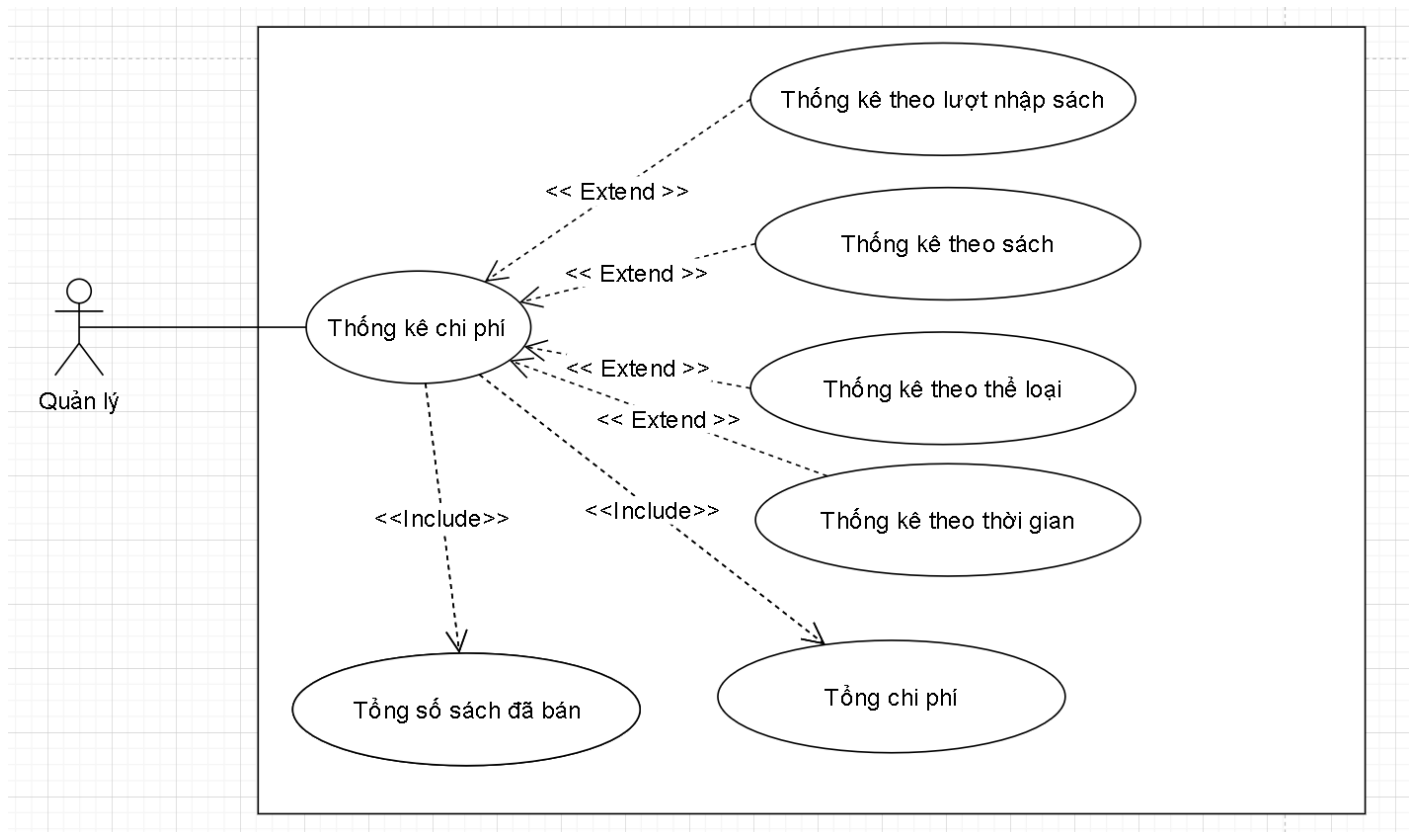 Thống kê theo lượt nhập sách
<< Extend >>
Thống kê theo sách
<< Extend >>
Thống kê chi phí
<< Extend >>
Thống kê theo thể loại
Quản lý
<< Extend >>
<<Include>>
<<Include>>
Thống kê theo thời gian
Tổng số sách đã bán
Tổng chi phí